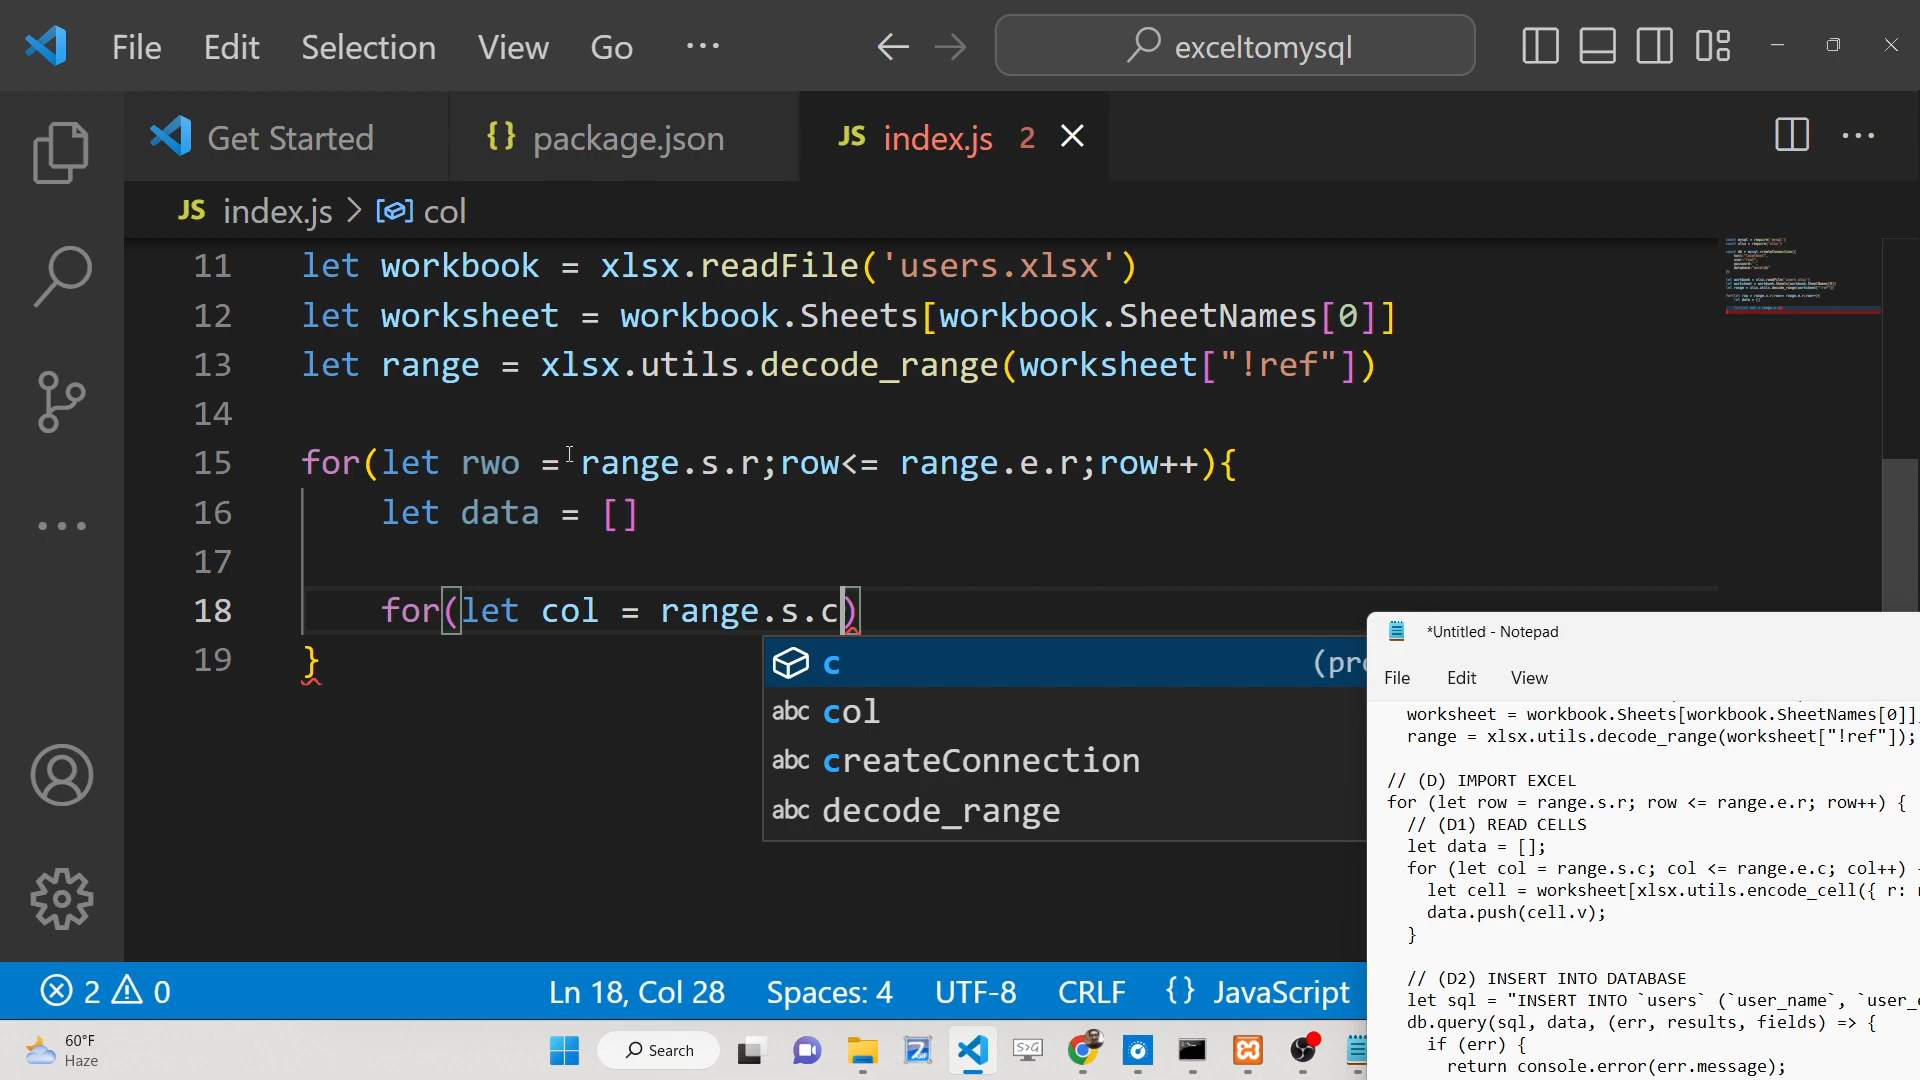 File Edit Selection View Go ···
exceltomysql
Get Started
{} package.json
JS index.js 2
JS index.js > col
11 let workbook = xlsx.readFile('users.xlsx')
12 let worksheet = workbook.Sheets[workbook.SheetNames[0]]
13 let range = xlsx.utils.decode_range(worksheet["!ref"])
14
15 for(let rwo = range.s.r;row<= range.e.r;row++){
16 let data = []
17
18 for(let col = range.s.c)
19 }
c (pro
abc col
abc createConnection
abc decode_range
*Untitled - Notepad
File Edit View
worksheet = workbook.Sheets[workbook.SheetNames[0]]
range = xlsx.utils.decode_range(worksheet["!ref"]);
// (D) IMPORT EXCEL
for (let row = range.s.r; row <= range.e.r; row++) {
// (D1) READ CELLS
let data = [];
for (let col = range.s.c; col <= range.e.c; col++)
let cell = worksheet[xlsx.utils.encode_cell({ r:
data.push(cell.v);
}
// (D2) INSERT INTO DATABASE
let sql = "INSERT INTO `users` (`user_name`, `user_
db.query(sql, data, (err, results, fields) => {
if (err) {
return console.error(err.message);
2 0
Ln 18, Col 28 Spaces: 4 UTF-8 CRLF {} JavaScript
60°F
Haze
Search